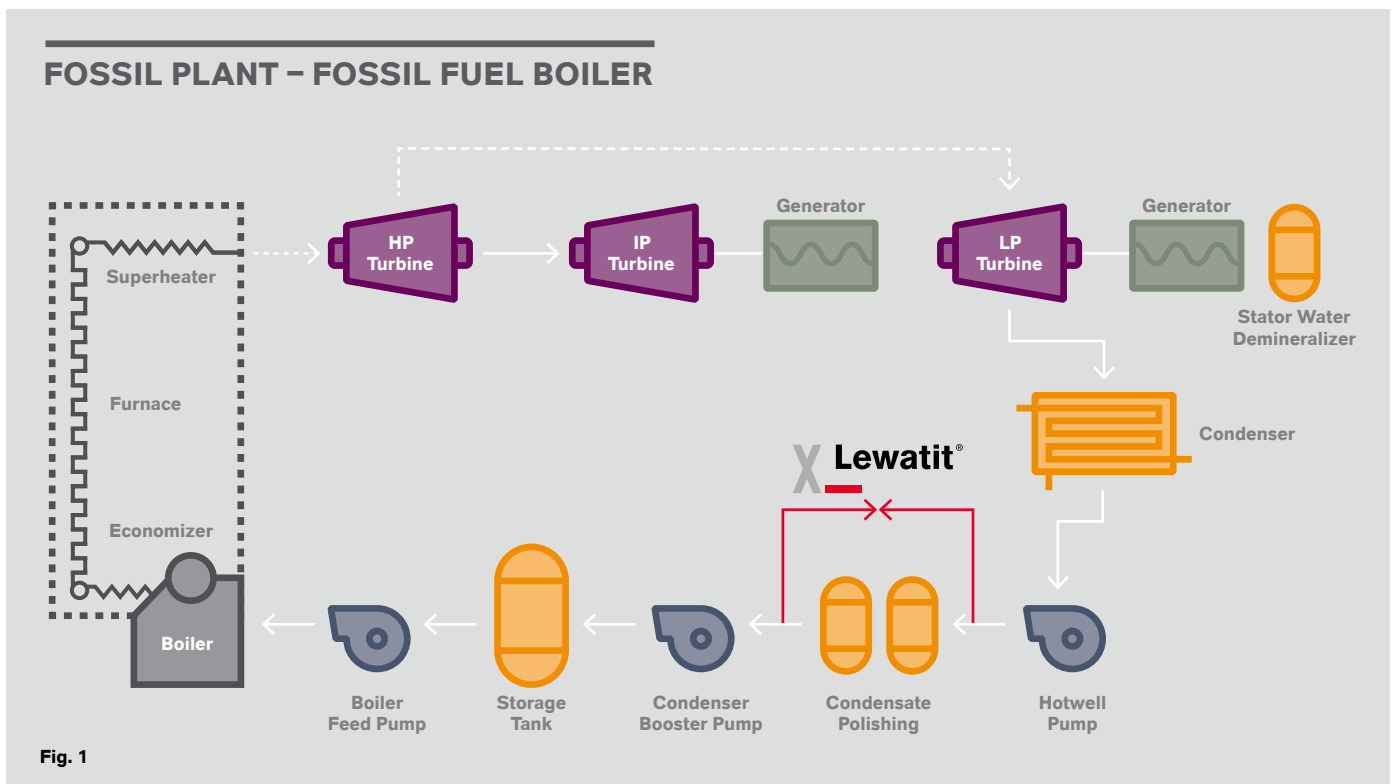 FOSSIL PLANT – FOSSIL FUEL BOILER
Generator
Generator
HP
Turbine
IP
Turbine
LP
Turbine
Superheater
Stator Water
Demineralizer
Furnace
Condenser
Lewatit®
Economizer
Boiler
Boiler
Feed Pump
Storage
Tank
Condenser
Booster Pump
Condensate
Polishing
Hotwell
Pump
Fig. 1